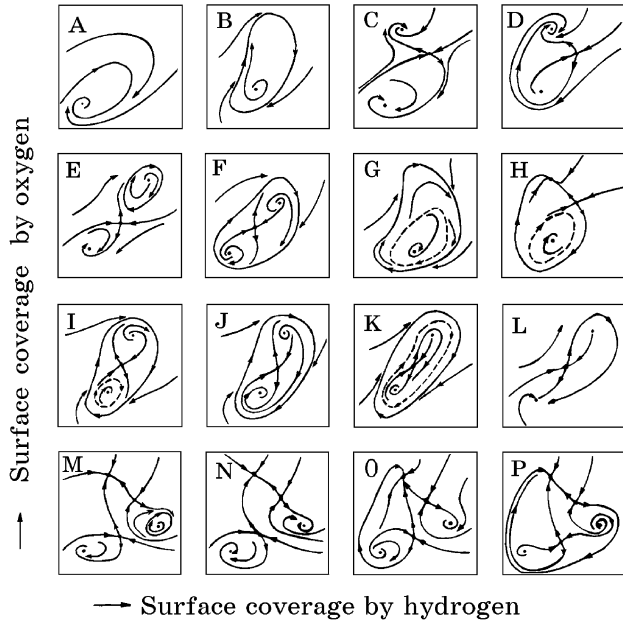 A B C D
E F G H
I J K L
M N O P
Surface coverage by oxygen
Surface coverage by hydrogen